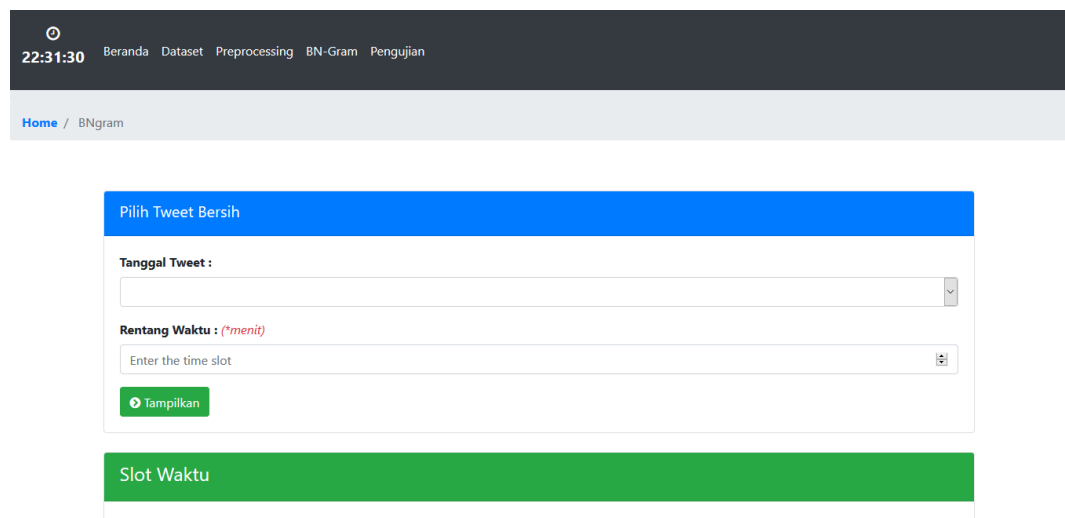 22:31:30 Beranda Dataset Preprocessing BN-Gram Pengujian
Home / BNgram
Pilih Tweet Bersih
Tanggal Tweet :
Rentang Waktu : (*menit)
Enter the time slot
Tampilkan
Slot Waktu